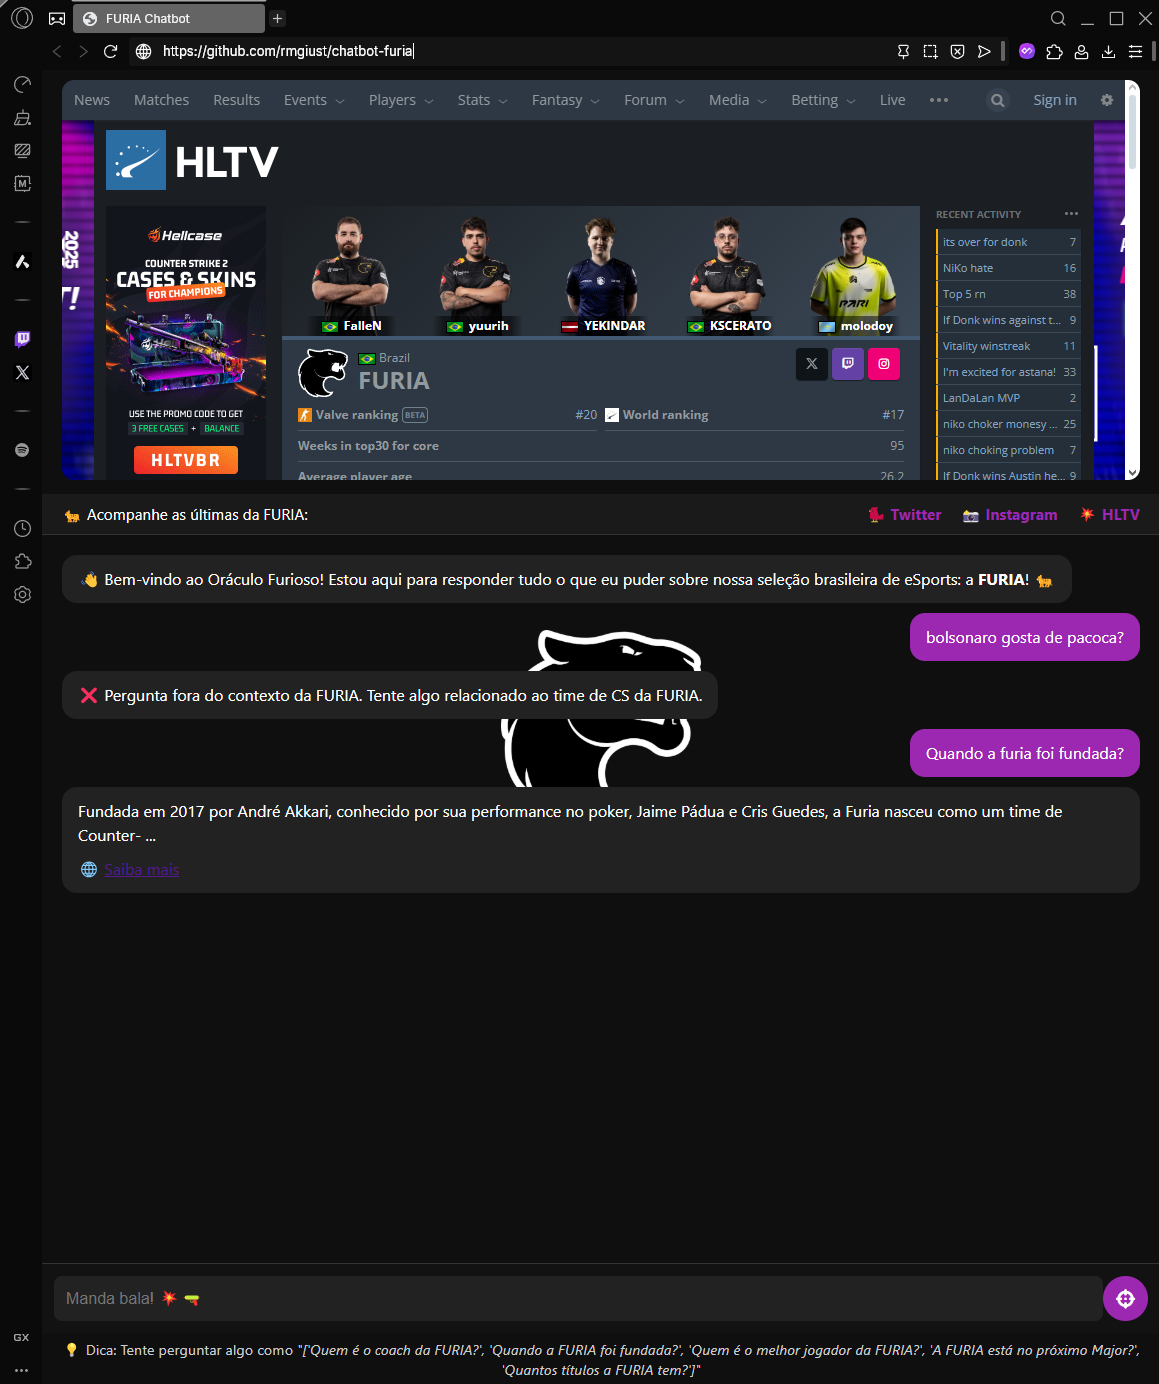 FURIA Chatbot
https://github.com/rmgiust/chatbot-furia
News Matches Results Events Players Stats Fantasy Forum Media Betting Live Sign in
HLTV
2025
Hellcase
COUNTER STRIKE 2
CASES & SKINS
FOR CHAMPIONS
USE THE PROMO CODE TO GET
3 FREE CASES + BALANCE
HLTVBR
PARI
FalleN yuurih YEKINDAR KSCERATO molodoy
Brazil
FURIA
Valve ranking BETA #20 World ranking #17
Weeks in top30 for core 95
Average player age 26.2
RECENT ACTIVITY
its over for donk 7
NiKo hate 16
Top 5 rn 38
If Donk wins against t... 9
Vitality winstreak 11
I'm excited for astana! 33
LanDaLan MVP 2
niko choker monesy ... 25
niko choking problem 7
If Donk wins Austin he... 9
🐆 Acompanhe as últimas da FURIA: Twitter Instagram HLTV
👋 Bem-vindo ao Oráculo Furioso! Estou aqui para responder tudo o que eu puder sobre nossa seleção brasileira de eSports: a FURIA! 🐆
bolsonaro gosta de pacoca?
❌ Pergunta fora do contexto da FURIA. Tente algo relacionado ao time de CS da FURIA.
Quando a furia foi fundada?
Fundada em 2017 por André Akkari, conhecido por sua performance no poker, Jaime Pádua e Cris Guedes, a Furia nasceu como um time de
Counter- ...
🌐 Saiba mais
Manda bala! 💥 🔫
GX
💡 Dica: Tente perguntar algo como "['Quem é o coach da FURIA?', 'Quando a FURIA foi fundada?', 'Quem é o melhor jogador da FURIA?', 'A FURIA está no próximo Major?',
'Quantos títulos a FURIA tem?']"